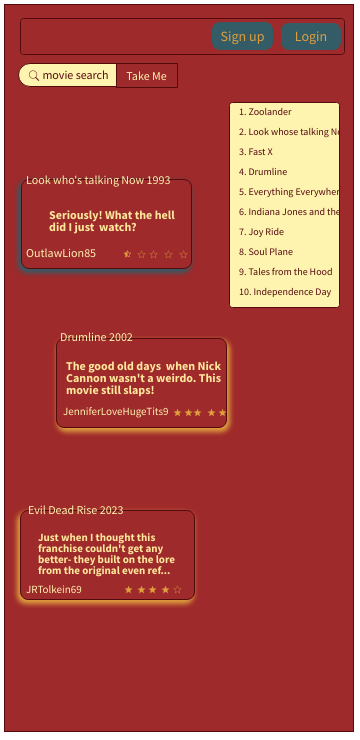 Sign up
Login
movie search
Take Me
1. Zoolander
2. Look whose talking No
3. Fast X
4. Drumline
5. Everything Everywher
6. Indiana Jones and the
7. Joy Ride
8. Soul Plane
9. Tales from the Hood
10. Independence Day
Look who's talking Now 1993
Seriously! What the hell
did I just watch?
OutlawLion85
Drumline 2002
The good old days when Nick
Cannon wasn't a weirdo. This
movie still slaps!
JenniferLoveHugeTits9
Evil Dead Rise 2023
Just when I thought this
franchise couldn't get any
better- they built on the lore
from the original even ref...
JRTolkein69